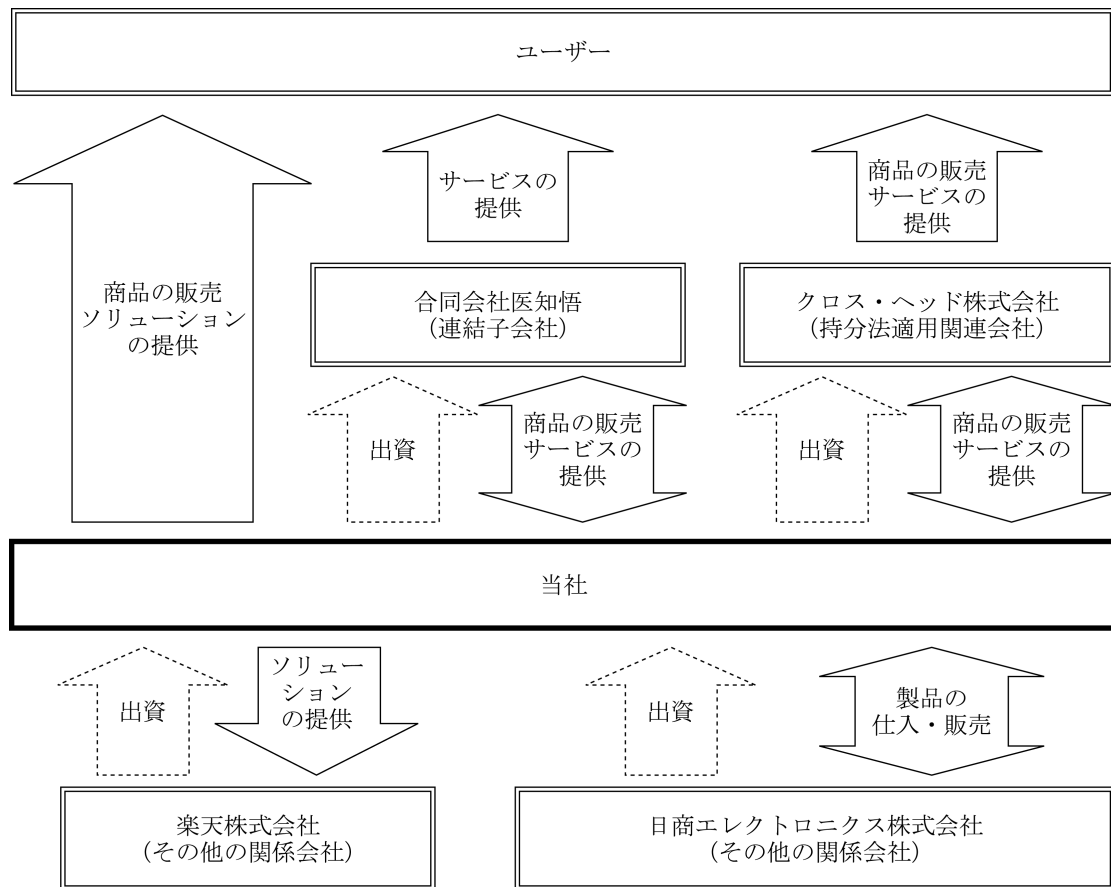 ユーザー
商品の販売
ソリューション
の提供
サービスの
提供
商品の販売
サービスの
提供
合同会社医知悟
（連結子会社）
クロス・ヘッド株式会社
（持分法適用関連会社）
出資
商品の販売
サービスの
提供
出資
商品の販売
サービスの
提供
当社
出資
ソリュー
ション
の提供
出資
製品の
仕入・販売
楽天株式会社
（その他の関係会社）
日商エレクトロニクス株式会社
（その他の関係会社）